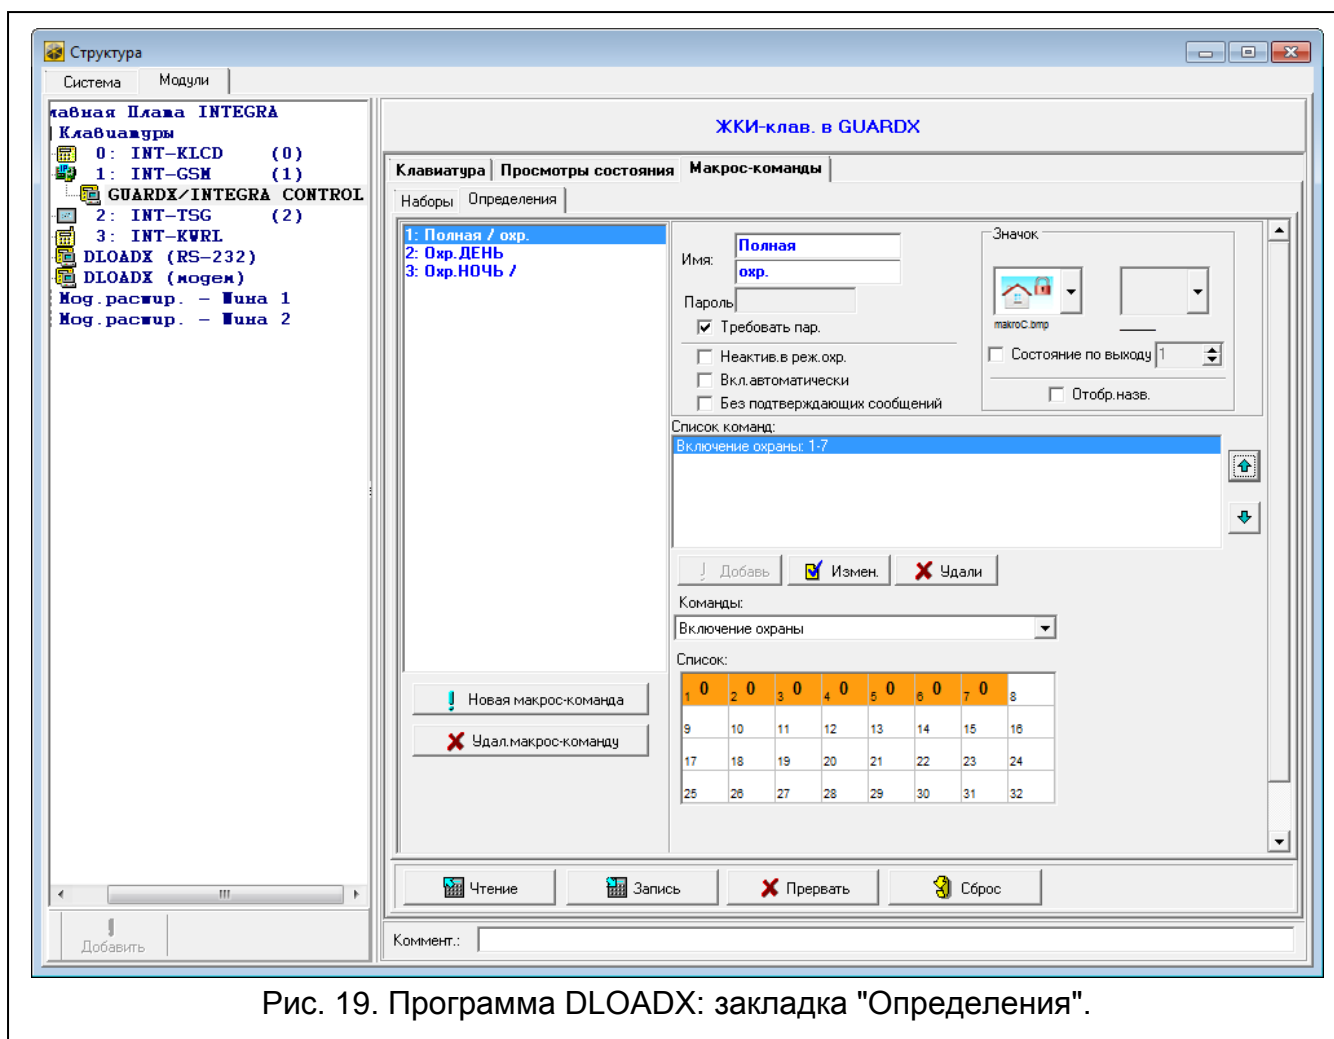 Структура
Система Модули
лавная Плата INTEGRA
Клавиатуры
0: INT-KLCD (0)
1: INT-GSM (1)
GUARDX/INTEGRA CONTROL
2: INT-TSG (2)
3: INT-KWRL
DLOADX (RS-232)
DLOADX (модем)
Мод.расшир. - Шина 1
Мод.расшир. - Шина 2
Добавить
ЖКИ-клав. в GUARDX
Клавиатура Просмотры состояния Макрос-команды
Наборы Определения
1: Полная / охр.
2: Охр.ДЕНЬ
3: Охр.НОЧЬ /
Новая макрос-команда
Удал.макрос-команду
Имя: Полная
охр.
Пароль
Требовать пар.
Неактив.в реж.охр.
Вкл.автоматически
Без подтверждающих сообщений
Значок
makroC.bmp
Состояние по выходу 1
Отобр.назв.
Список команд:
Включение охраны: 1-7
Добавь Измен. Удали
Команды:
Включение охраны
Список:
1 0 2 0 3 0 4 0 5 0 6 0 7 0 8
9 10 11 12 13 14 15 16
17 18 19 20 21 22 23 24
25 26 27 28 29 30 31 32
Чтение Запись Прервать Сброс
Коммент.:
Рис. 19. Программа DLOADX: закладка "Определения".